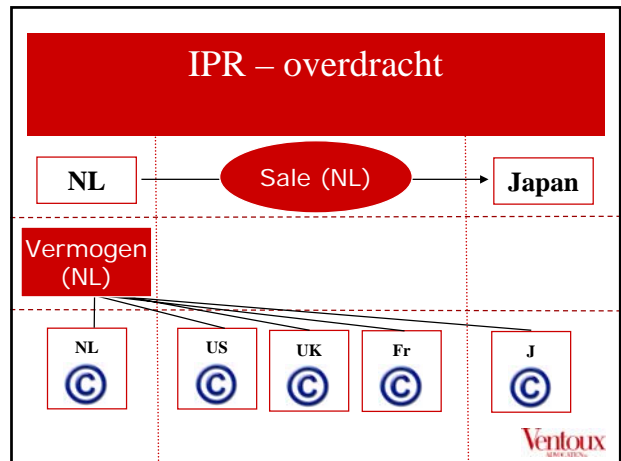 IPR – overdracht
NL
Sale (NL)
Japan
Vermogen
(NL)
NL
US
UK
Fr
J
©
©
©
©
©
Ventoux